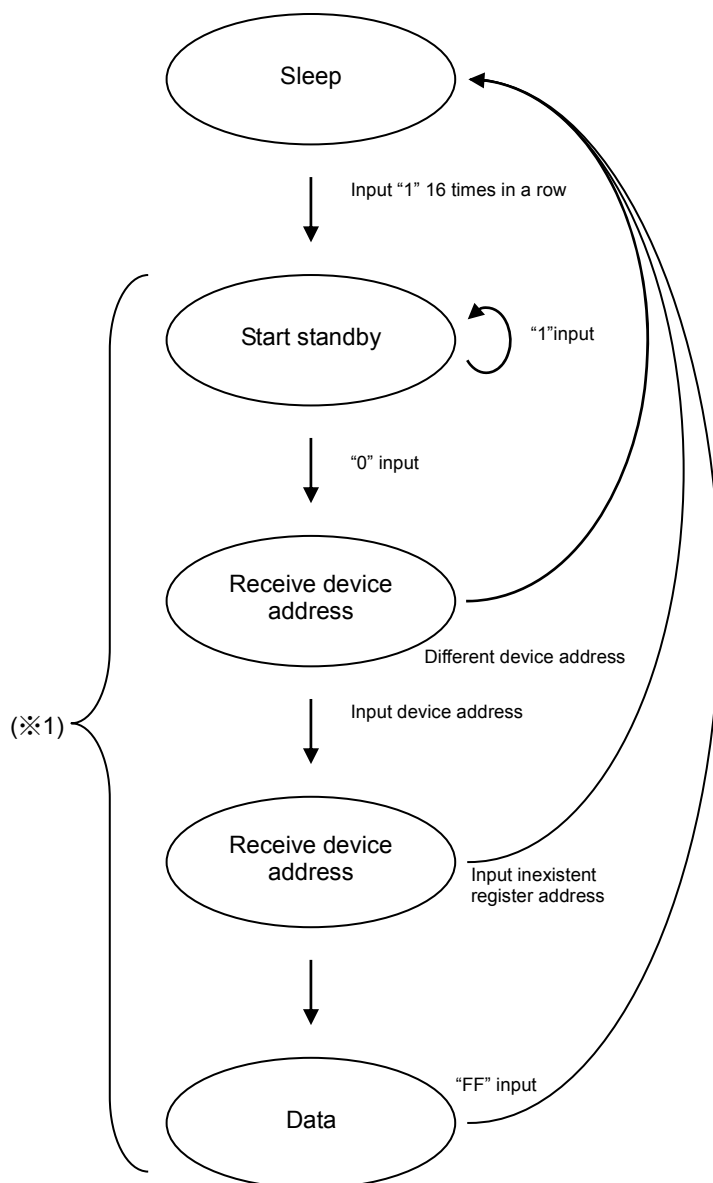 Sleep
Input “1” 16 times in a row
Start standby
“1”input
“0” input
Receive device
address
Different device address
Input device address
(※1)
Receive device
address
Input inexistent
register address
“FF” input
Data